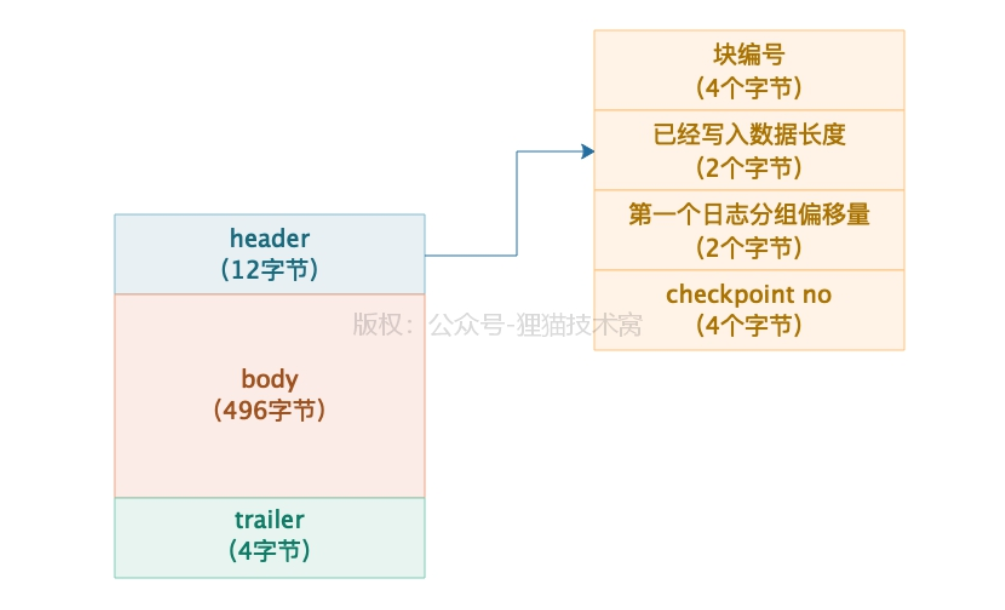 块编号
(4个字节)
已经写入数据长度
(2个字节)
第一个日志分组偏移量
(2个字节)
checkpoint no
(4个字节)
header
(12字节)
版权：公众号-狸猫技术窝
body
(496字节)
trailer
(4字节)